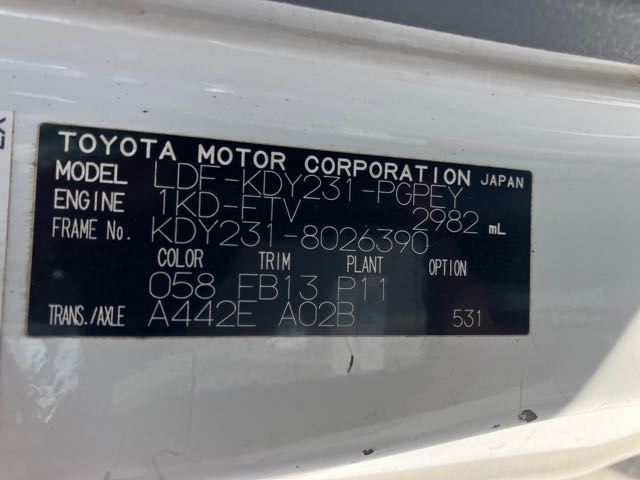 TOYOTA MOTOR CORPORATION JAPAN
MODEL LDF-KDY231-PGPEY
ENGINE 1KD-FTV 2982 mL
FRAME No. KDY231-8026390
COLOR TRIM PLANT OPTION
058 FB13 P11
TRANS./AXLE A442E A02B 531